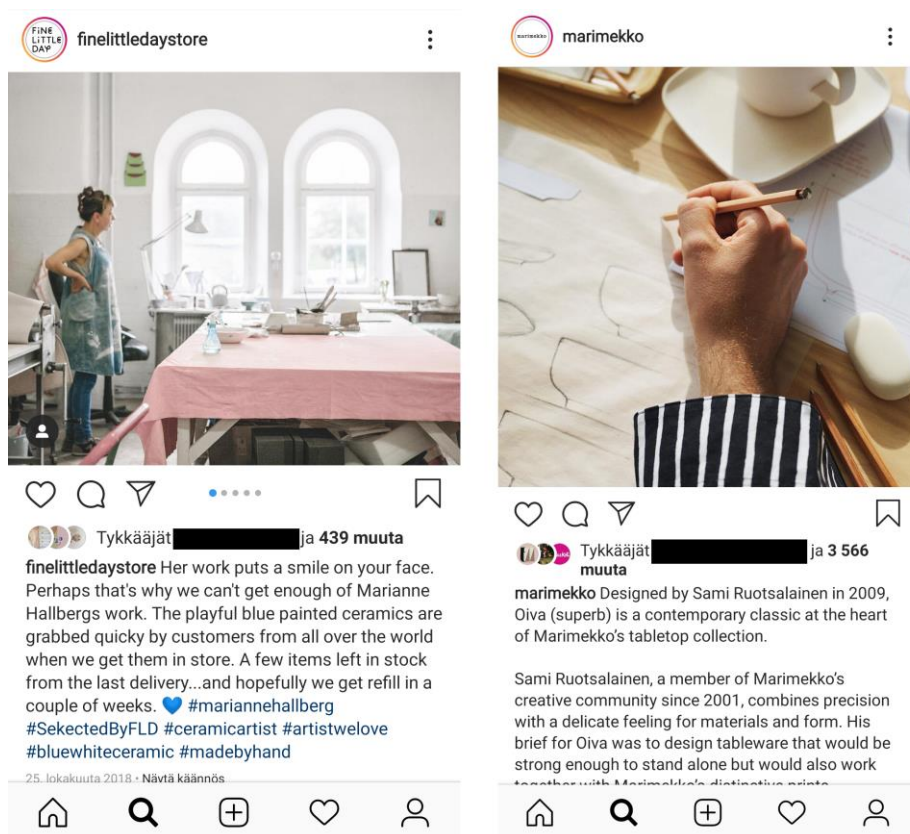 FiNE
LiTTLE
DAY
finelittledaystore
Tykkääjät ja 439 muuta
finelittledaystore Her work puts a smile on your face.
Perhaps that's why we can't get enough of Marianne
Hallbergs work. The playful blue painted ceramics are
grabbed quicky by customers from all over the world
when we get them in store. A few items left in stock
from the last delivery...and hopefully we get refill in a
couple of weeks. 💙 #mariannehallberg
#SekectedByFLD #ceramicartist #artistwelove
#bluewhiteceramic #madebyhand
25. lokakuuta 2018 • Näytä käännös
marimekko
marimekko
Tykkääjät ja 3 566
muuta
marimekko Designed by Sami Ruotsalainen in 2009,
Oiva (superb) is a contemporary classic at the heart
of Marimekko's tabletop collection.
Sami Ruotsalainen, a member of Marimekko's
creative community since 2001, combines precision
with a delicate feeling for materials and form. His
brief for Oiva was to design tableware that would be
strong enough to stand alone but would also work
together with Marimekko's distinctive prints